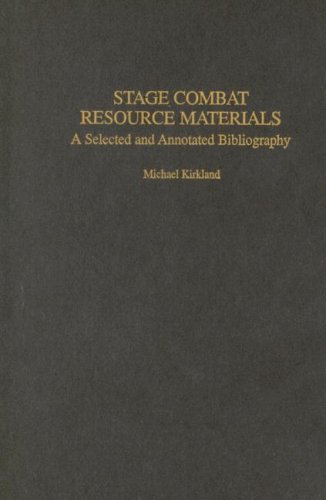 STAGE COMBAT
RESOURCE MATERIALS
A Selected and Annotated Bibliography
Michael Kirkland